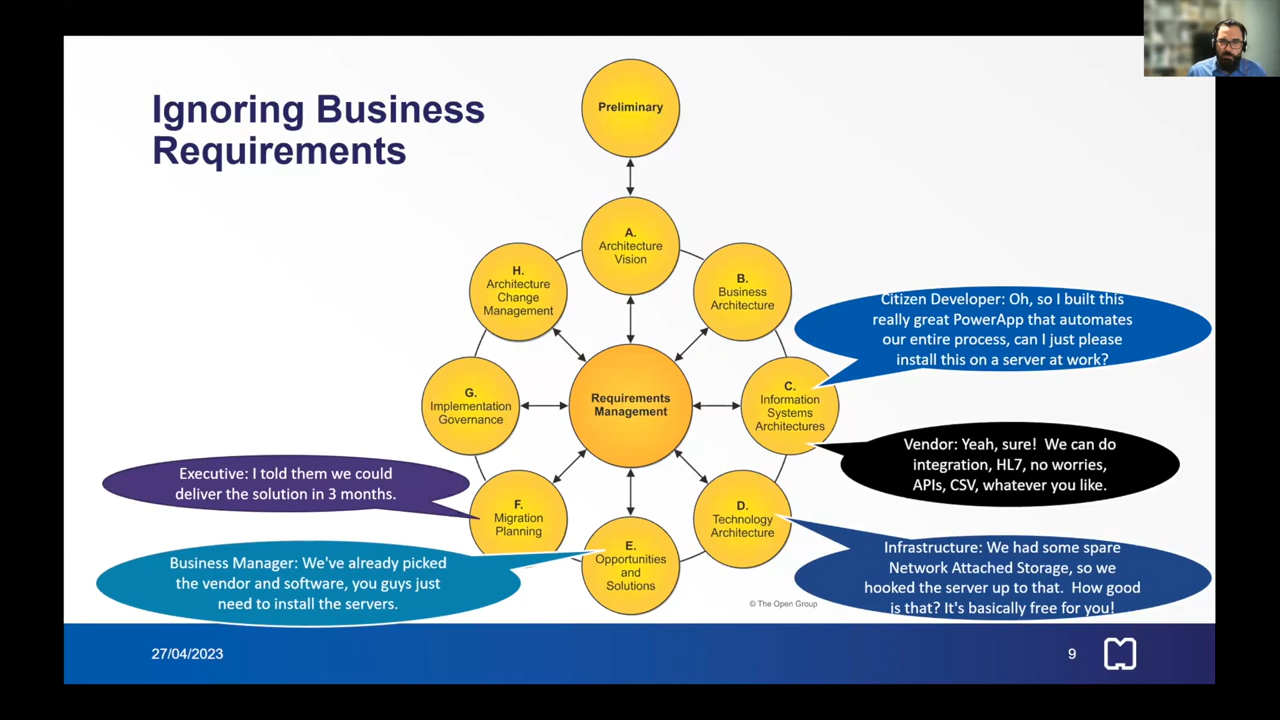 Ignoring Business
Requirements
Preliminary
A.
Architecture
Vision
B.
Business
Architecture
H.
Architecture
Change
Management
Citizen Developer: Oh, so I built this
really great PowerApp that automates
our entire process, can I just please
install this on a server at work?
G.
Implementation
Governance
Requirements
Management
C.
Information
Systems
Architectures
Vendor: Yeah, sure!  We can do
integration, HL7, no worries,
APIs, CSV, whatever you like.
Executive: I told them we could
deliver the solution in 3 months.
F.
Migration
Planning
D.
Technology
Architecture
Business Manager: We've already picked
the vendor and software, you guys just
need to install the servers.
E.
Opportunities
and
Solutions
Infrastructure: We had some spare
Network Attached Storage, so we
hooked the server up to that.  How good
is that? It's basically free for you!
© The Open Group
27/04/2023
9